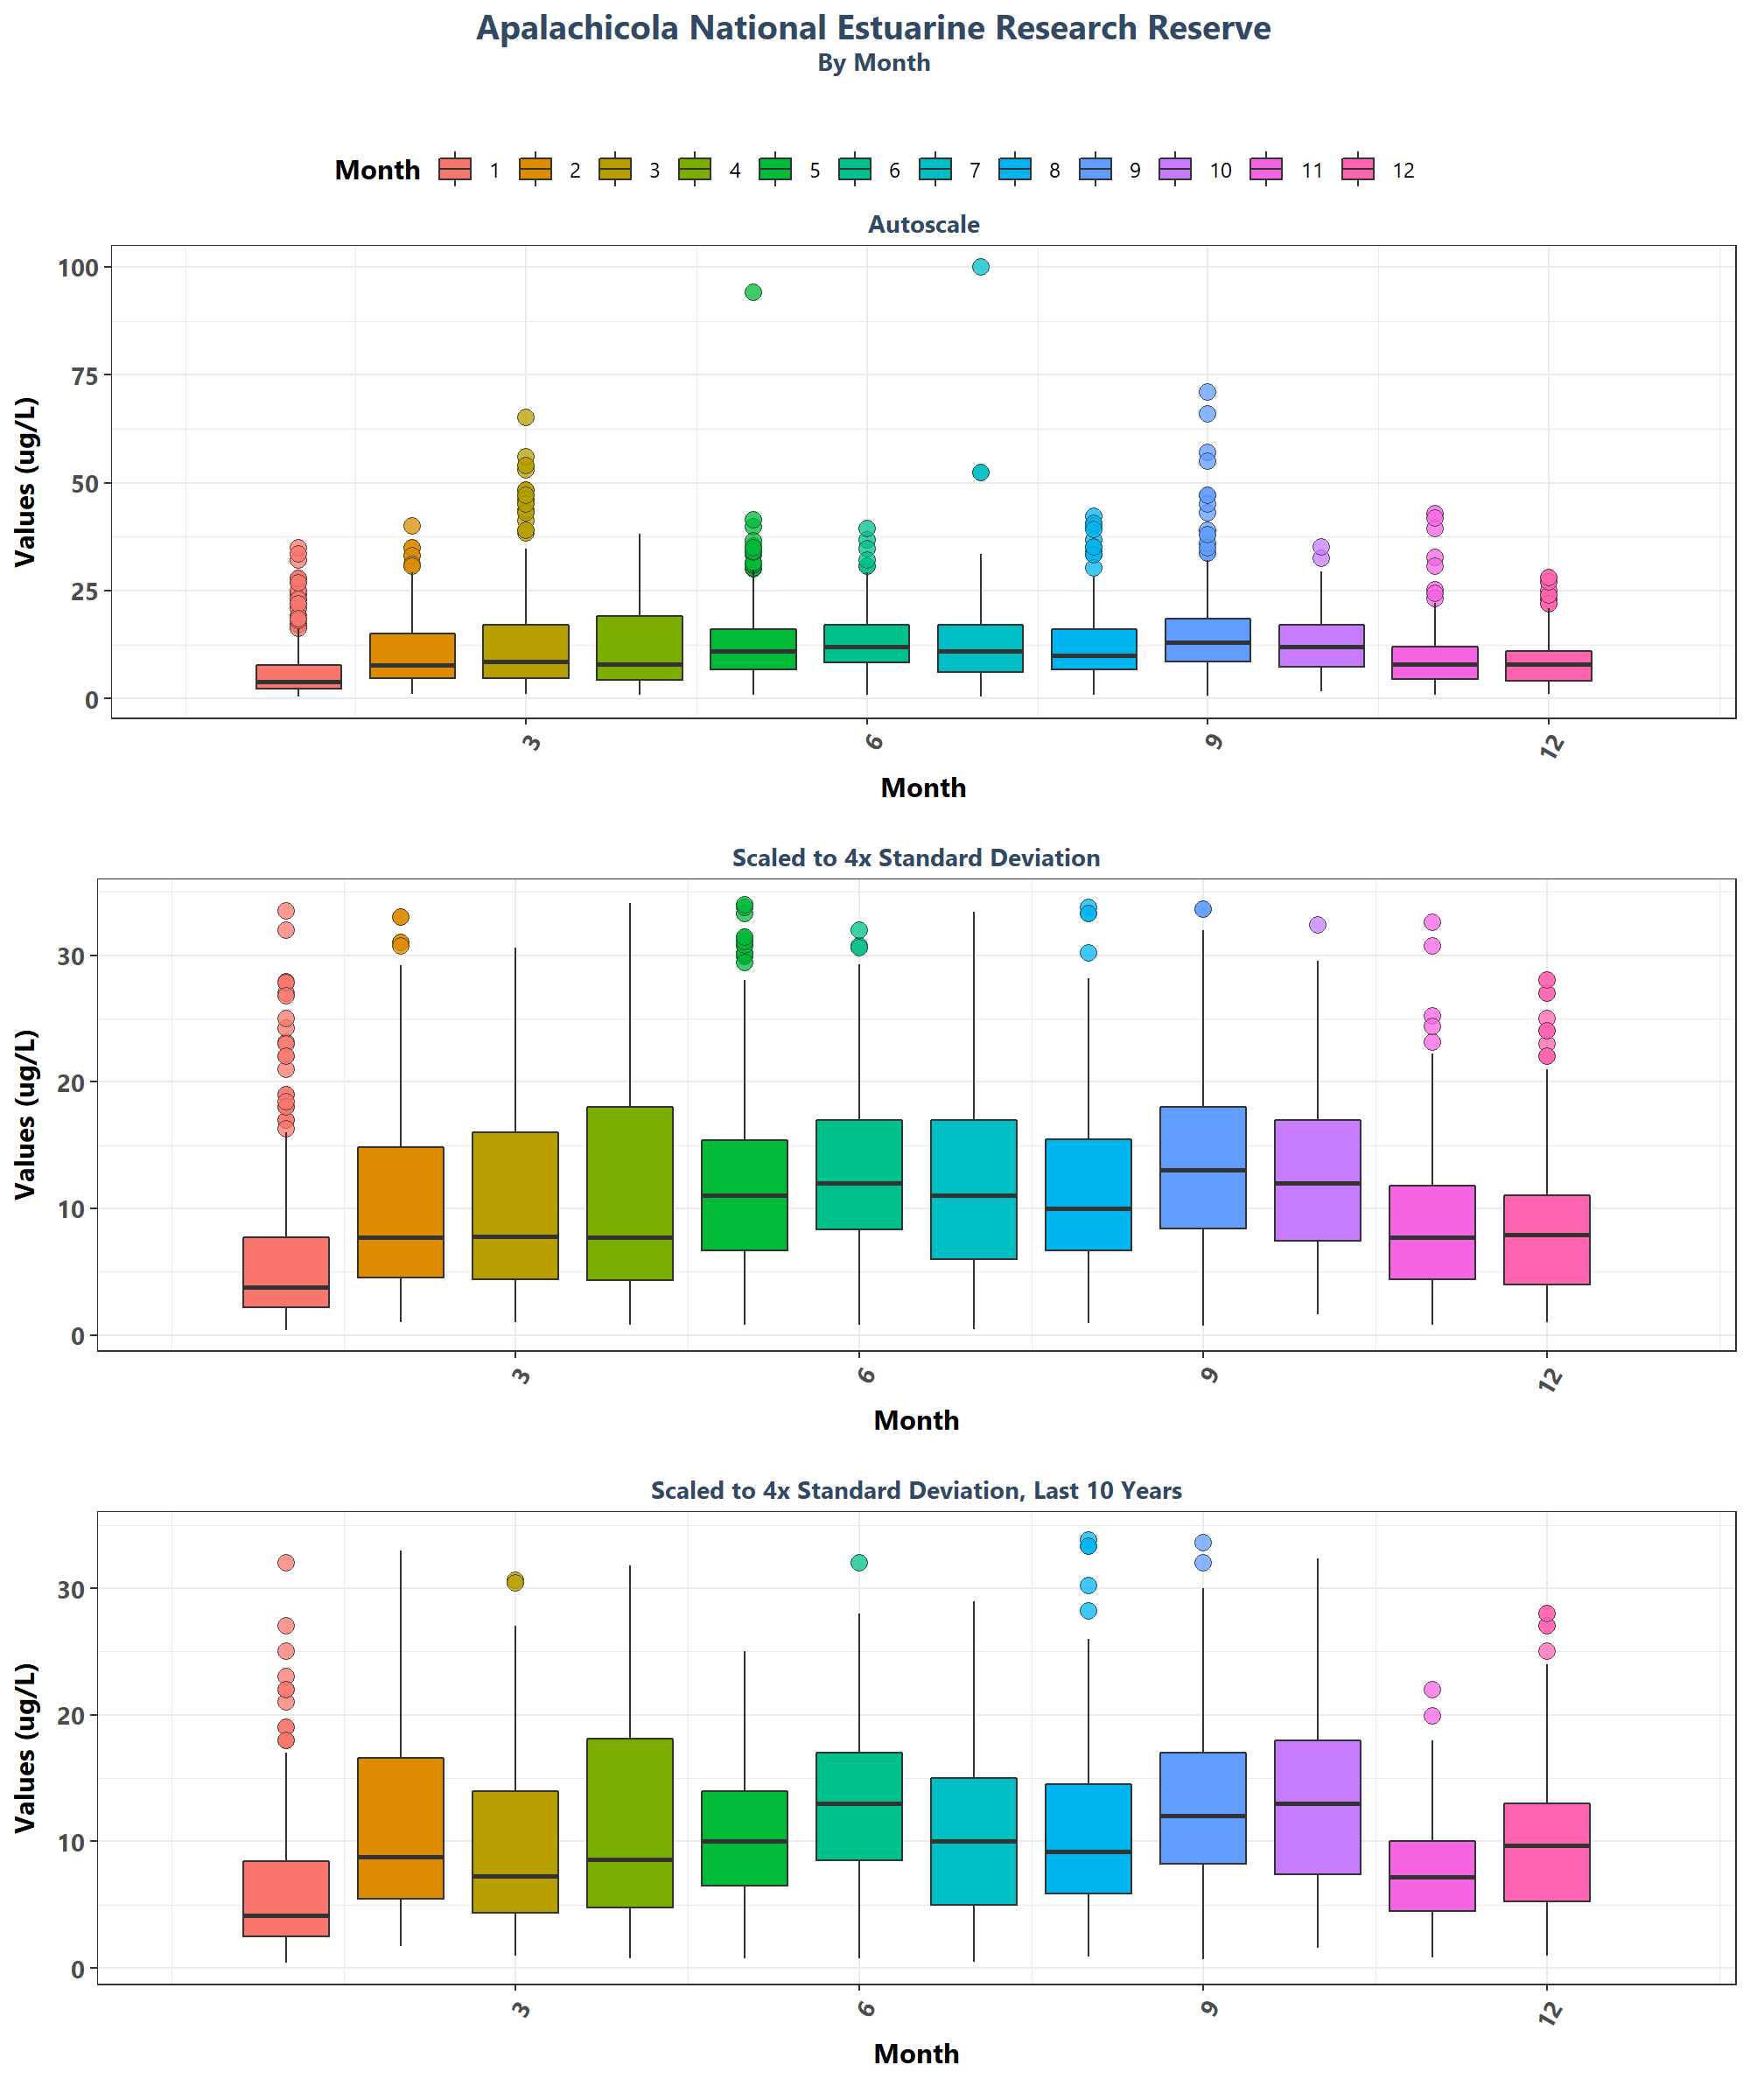 Apalachicola National Estuarine Research Reserve
By Month
Month 1 2 3 4 5 6 7 8 9 10 11 12
Autoscale
Values (ug/L)
100
75
50
25
0
3 6 9 12
Month
Scaled to 4x Standard Deviation
Values (ug/L)
30
20
10
0
3 6 9 12
Month
Scaled to 4x Standard Deviation, Last 10 Years
Values (ug/L)
30
20
10
0
3 6 9 12
Month